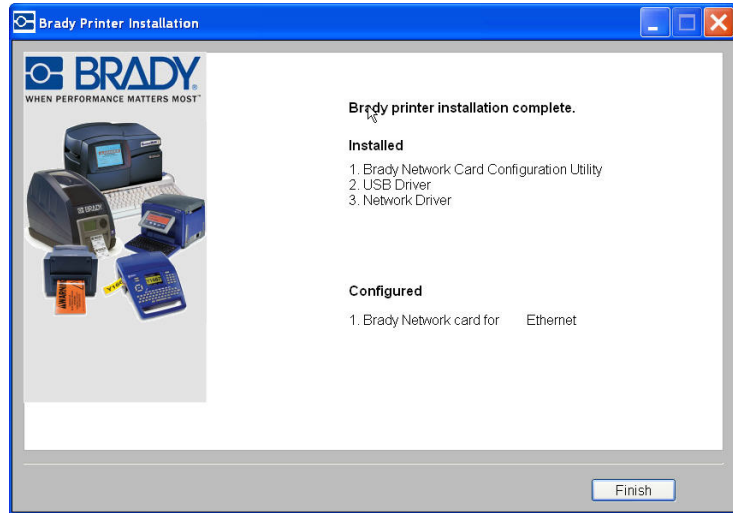 Brady Printer Installation
BRADY
WHEN PERFORMANCE MATTERS MOST™
Brady printer installation complete.
Installed
1. Brady Network Card Configuration Utility
2. USB Driver
3. Network Driver
Configured
1. Brady Network card for Ethernet
Finish